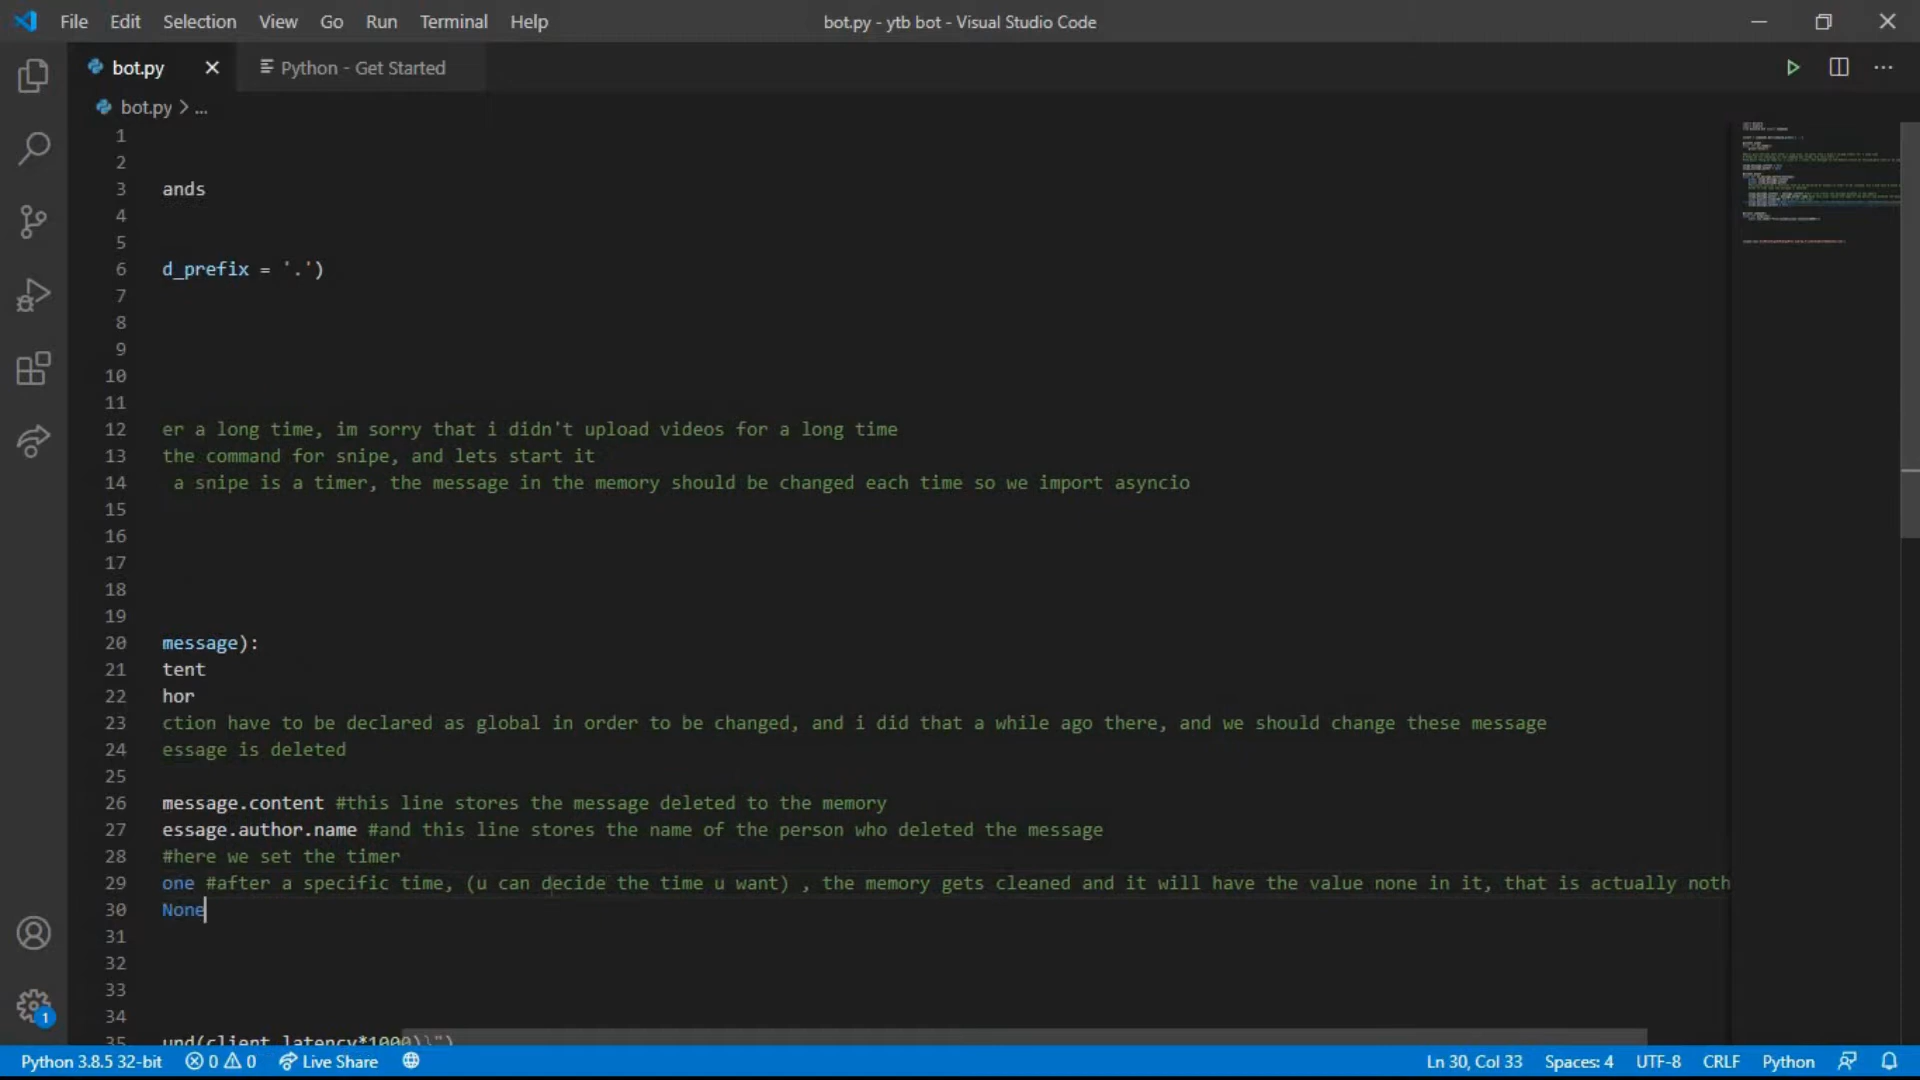 File Edit Selection View Go Run Terminal Help
bot.py - ytb bot - Visual Studio Code
bot.py
Python - Get Started
bot.py > ...
1
2
3 ands
4
5
6 d_prefix = '.')
7
8
9
10
11
12 er a long time, im sorry that i didn't upload videos for a long time
13 the command for snipe, and lets start it
14 a snipe is a timer, the message in the memory should be changed each time so we import asyncio
15
16
17
18
19
20 message):
21 tent
22 hor
23 ction have to be declared as global in order to be changed, and i did that a while ago there, and we should change these message
24 essage is deleted
25
26 message.content #this line stores the message deleted to the memory
27 essage.author.name #and this line stores the name of the person who deleted the message
28 #here we set the timer
29 one #after a specific time, (u can decide the time u want) , the memory gets cleaned and it will have the value none in it, that is actually noth
30 None
31
32
33
34
35 und(client.latency*1000)}")
1
Python 3.8.5 32-bit 0 0 Live Share Ln 30, Col 33 Spaces: 4 UTF-8 CRLF Python